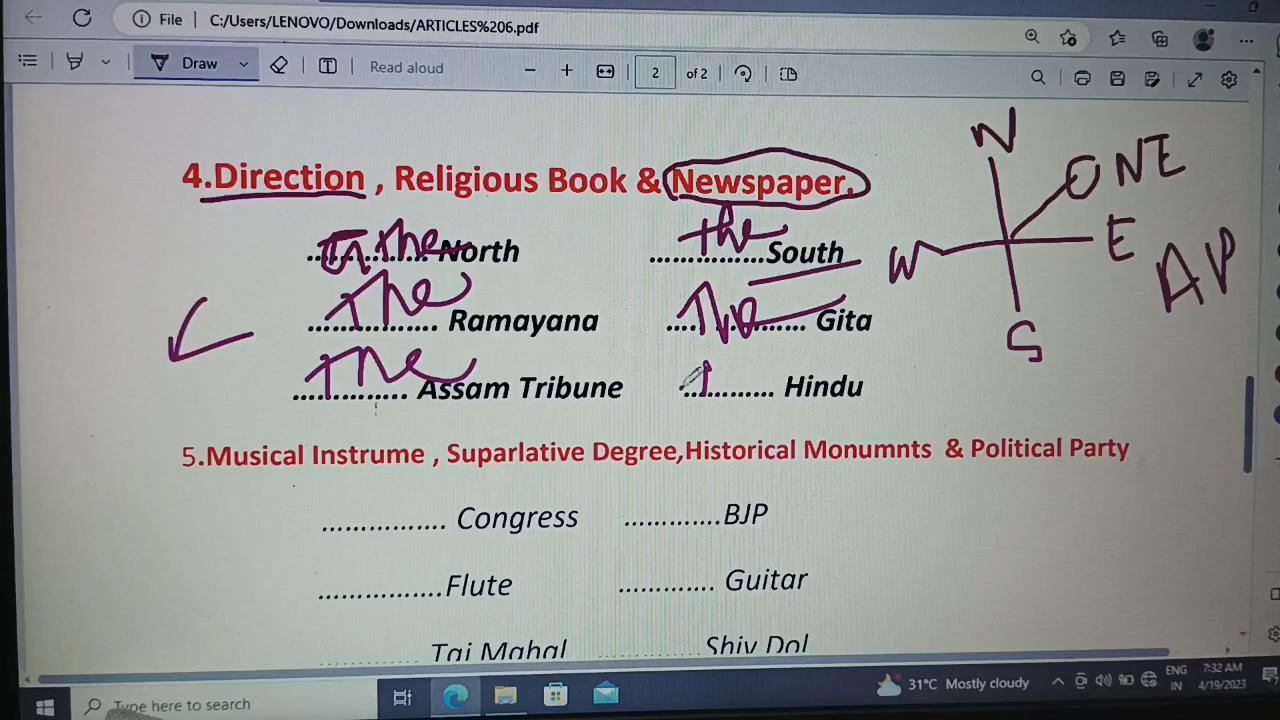 File C:/Users/LENOVO/Downloads/ARTICLES%206.pdf
Draw Read aloud 2 of 2
4.Direction , Religious Book & Newspaper.
the North the South
The Ramayana The Gita
The Assam Tribune ............ Hindu
N
O NE
W E
AP
S
5.Musical Instrume , Suparlative Degree,Historical Monumnts & Political Party
................ Congress .............BJP
................Flute ............. Guitar
................ Taj Mahal ................ Shiv Dol
Type here to search
31°C Mostly cloudy
ENG
IN
7:32 AM
4/19/2023